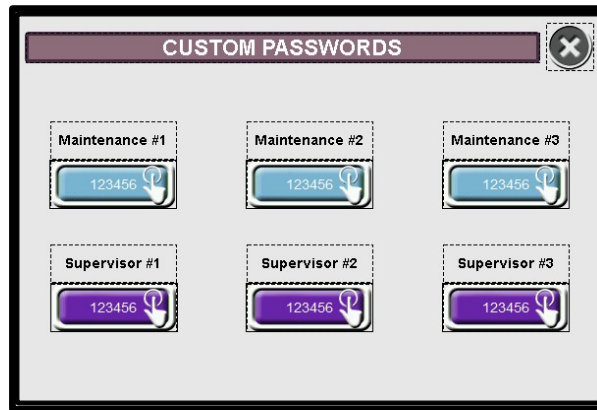 CUSTOM PASSWORDS
Maintenance #1 Maintenance #2 Maintenance #3
123456 123456 123456
Supervisor #1 Supervisor #2 Supervisor #3
123456 123456 123456